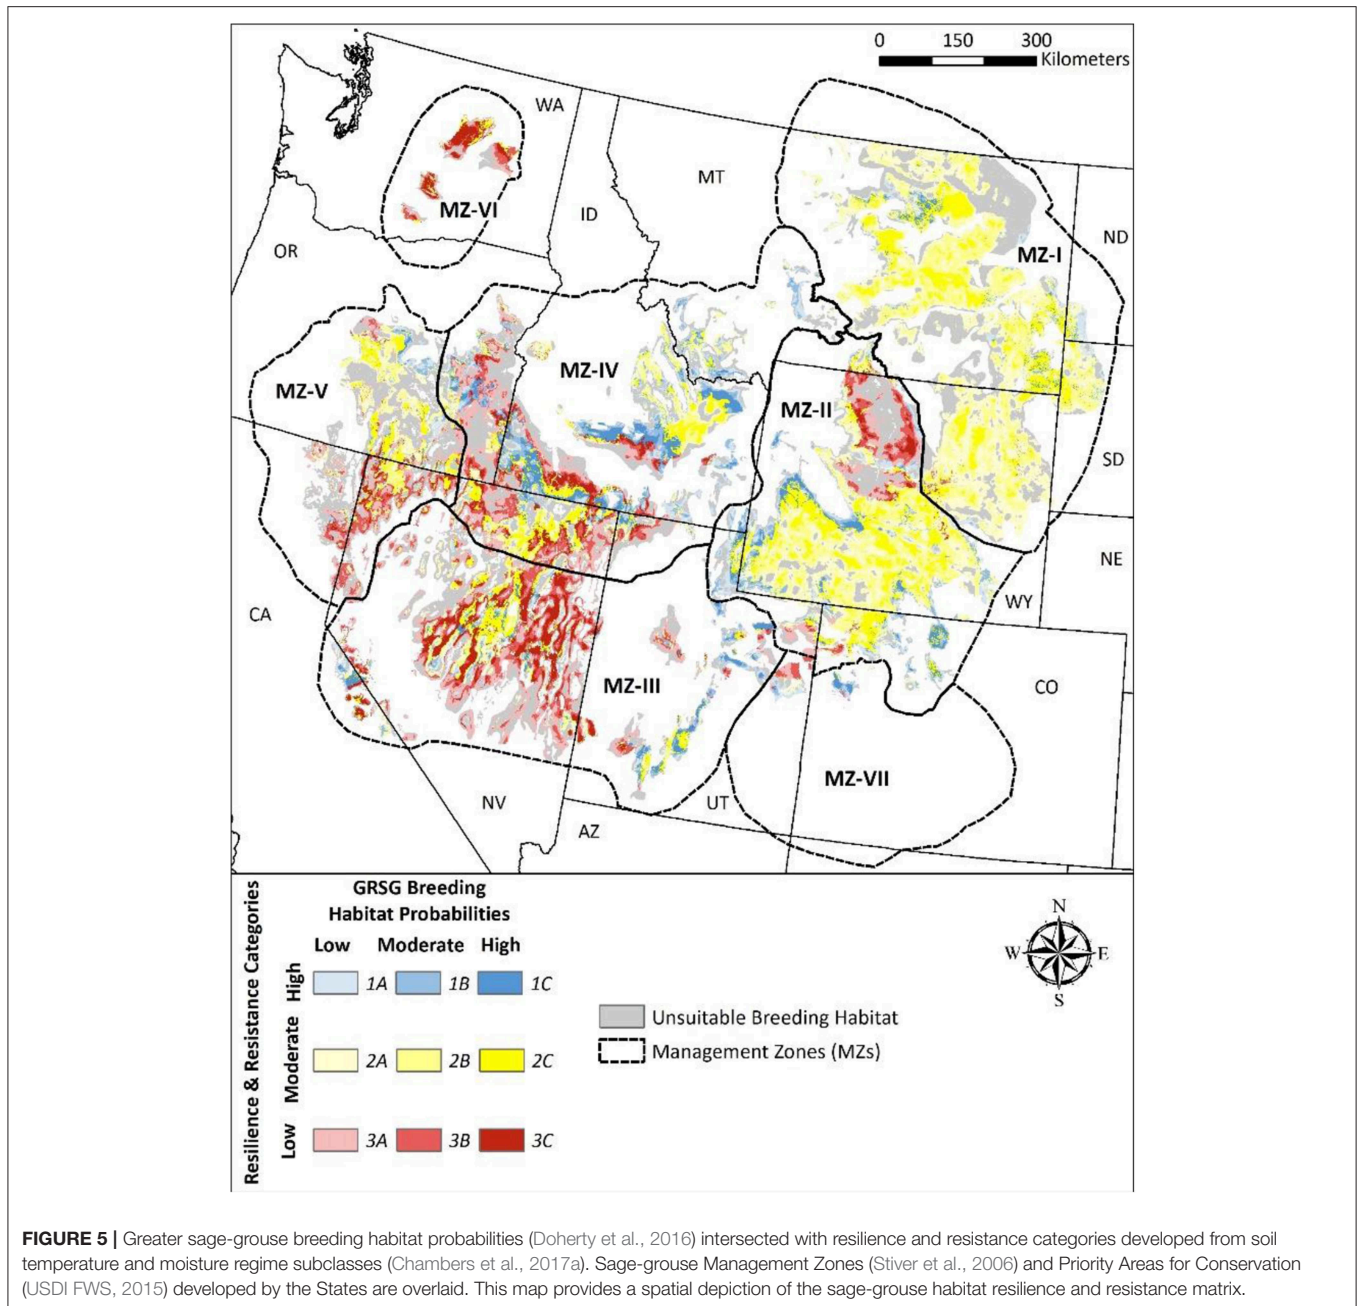 0 150 300
Kilometers
WA
MT
ID
ND
MZ-VI
OR
MZ-I
MZ-IV
MZ-V
MZ-II
SD
NE
WY
CA
MZ-III
CO
MZ-VII
NV
UT
AZ
GRSG Breeding
Habitat Probabilities
Low Moderate High
Resilience & Resistance Categories
High
1A 1B 1C
Moderate
2A 2B 2C
Low
3A 3B 3C
Unsuitable Breeding Habitat
Management Zones (MZs)
N
W E
S
FIGURE 5 | Greater sage-grouse breeding habitat probabilities (Doherty et al., 2016) intersected with resilience and resistance categories developed from soil
temperature and moisture regime subclasses (Chambers et al., 2017a). Sage-grouse Management Zones (Stiver et al., 2006) and Priority Areas for Conservation
(USDI FWS, 2015) developed by the States are overlaid. This map provides a spatial depiction of the sage-grouse habitat resilience and resistance matrix.